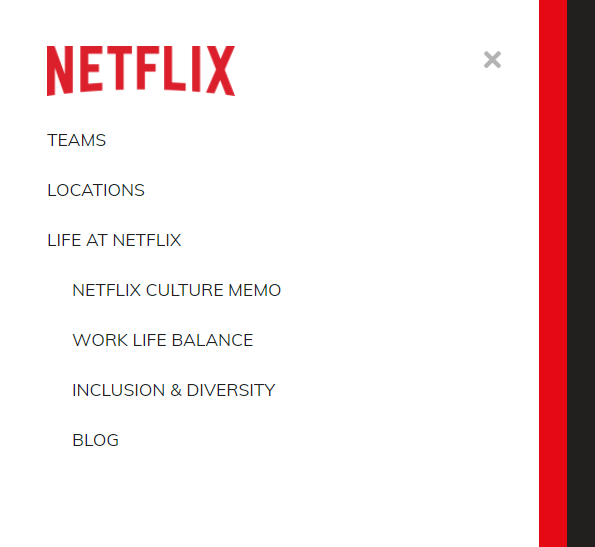 NETFLIX
TEAMS
LOCATIONS
LIFE AT NETFLIX
NETFLIX CULTURE MEMO
WORK LIFE BALANCE
INCLUSION & DIVERSITY
BLOG